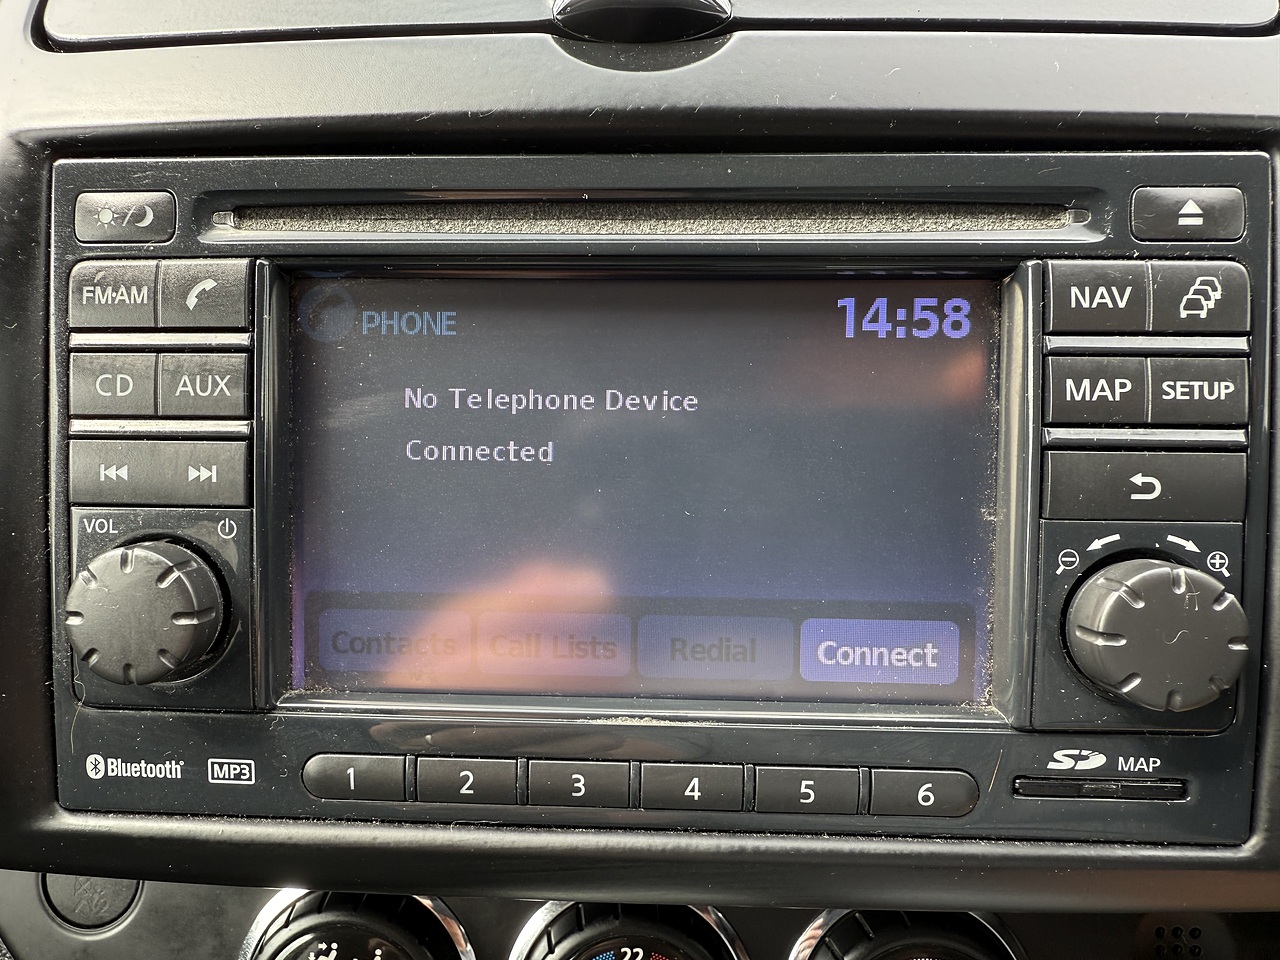 FM·AM
CD AUX
VOL
PHONE 14:58
No Telephone Device
Connected
Contacts Call Lists Redial Connect
NAV
MAP SETUP
Bluetooth® MP3
1 2 3 4 5 6
SD MAP
22